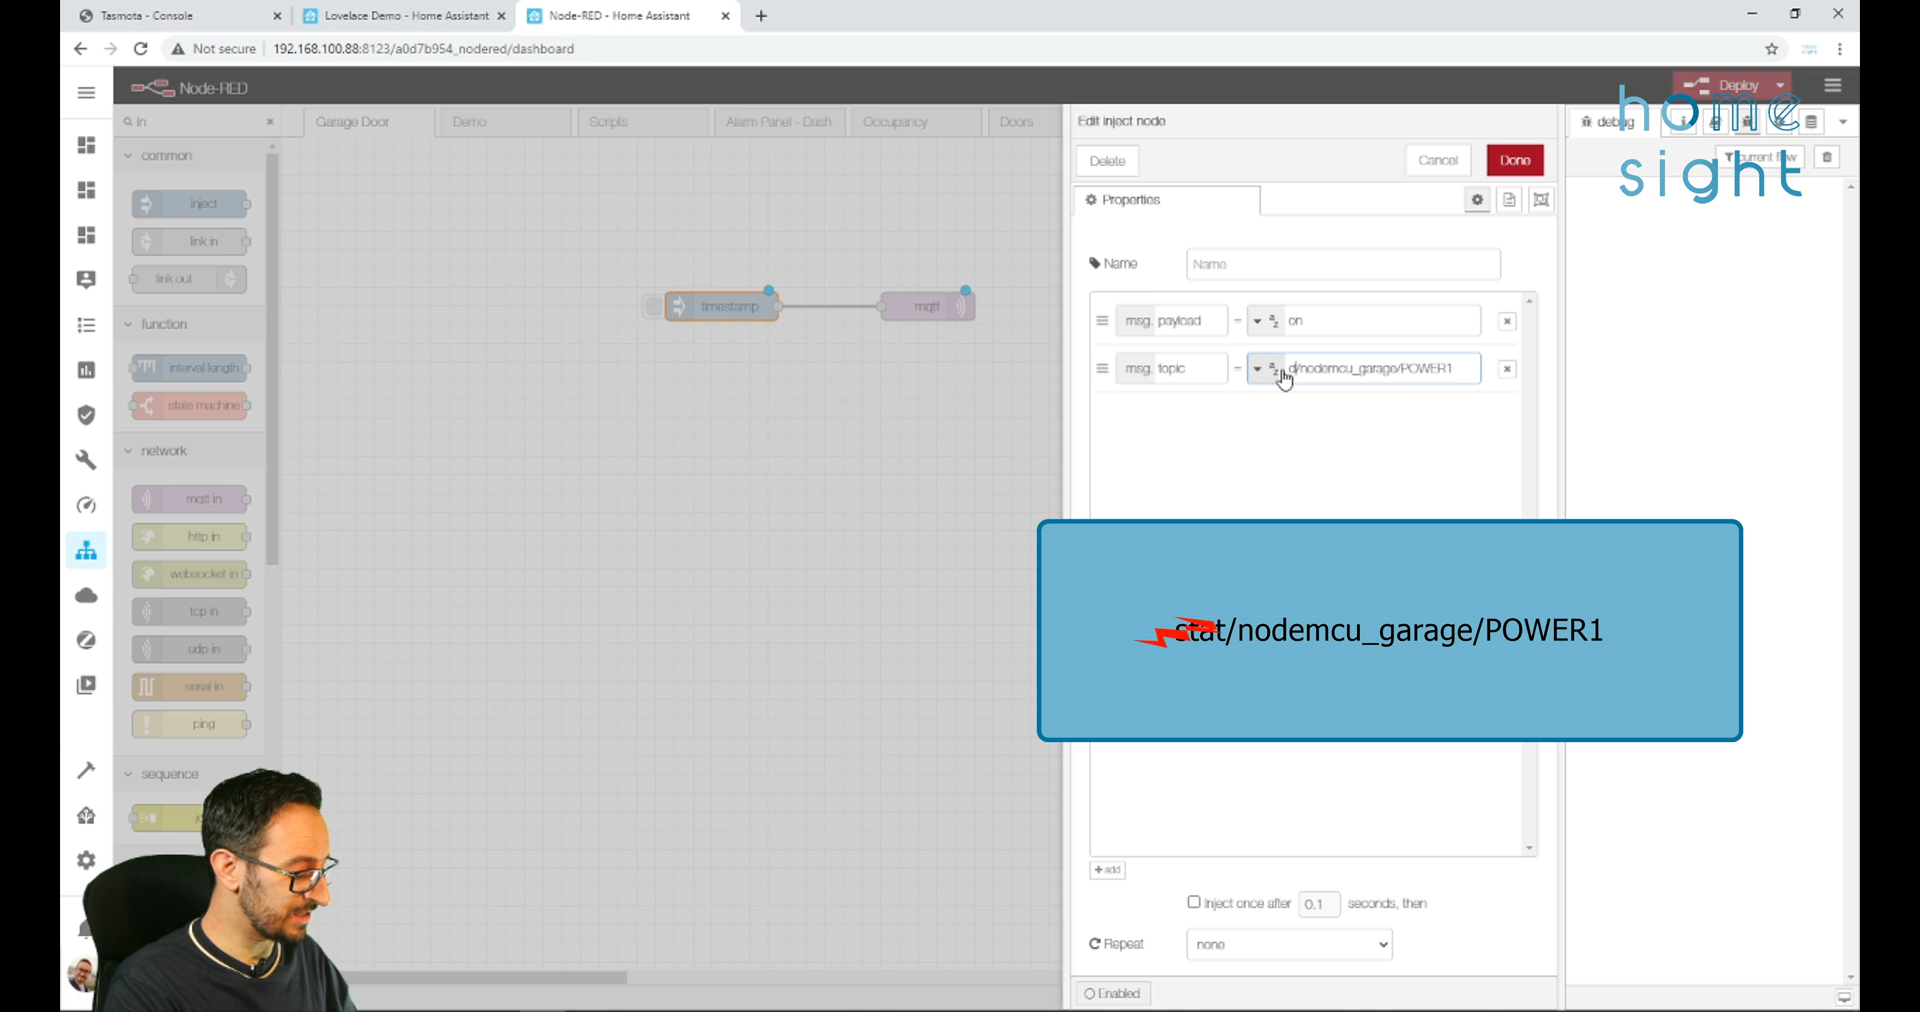 Tasmota - Console
Lovelace Demo - Home Assistant
Node-RED - Home Assistant
Not secure
192.168.100.88:8123/a0d7b954_nodered/dashboard
Node-RED
Deploy
home
sight
in
Garage Door
Demo
Scripts
Alarm Panel - Dash
Occupancy
Doors
Edit inject node
debug
common
Delete
Cancel
Done
current flow
inject
Properties
link in
link out
Name
Name
timestamp
mqtt
msg. payload
=
on
function
interval length
msg. topic
=
d/nodemcu_garage/POWER1
state machine
network
mqtt in
http in
websocket in
tcp in
stat/nodemcu_garage/POWER1
udp in
serial in
ping
sequence
add
Inject once after
0.1
seconds, then
Repeat
none
Enabled